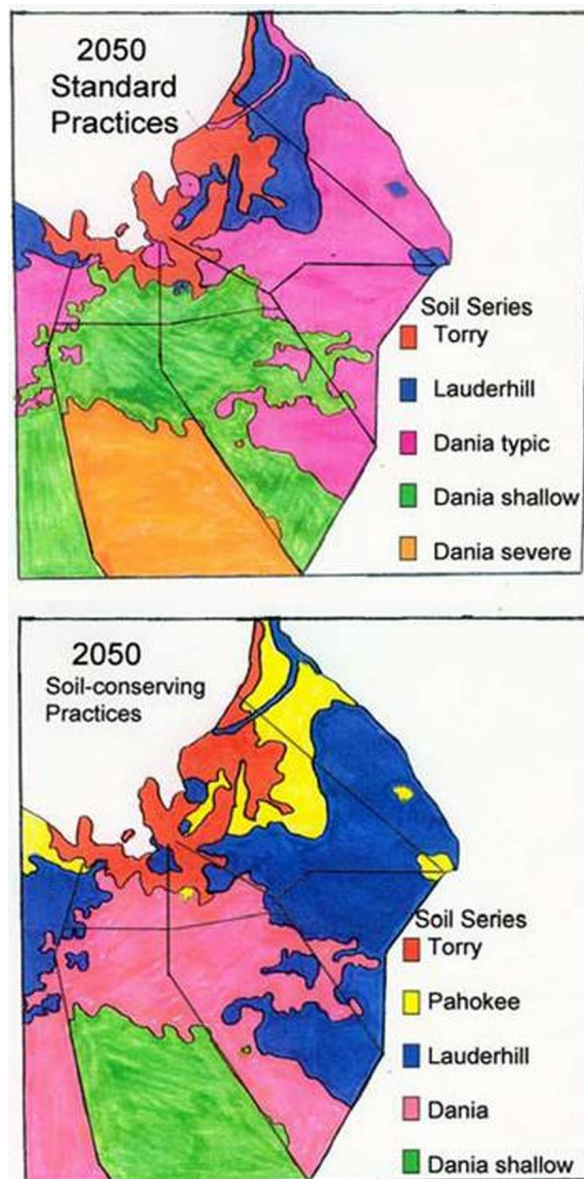 2050
Standard
Practices
Soil Series
Torry
Lauderhill
Dania typic
Dania shallow
Dania severe
2050
Soil-conserving
Practices
Soil Series
Torry
Pahokee
Lauderhill
Dania
Dania shallow